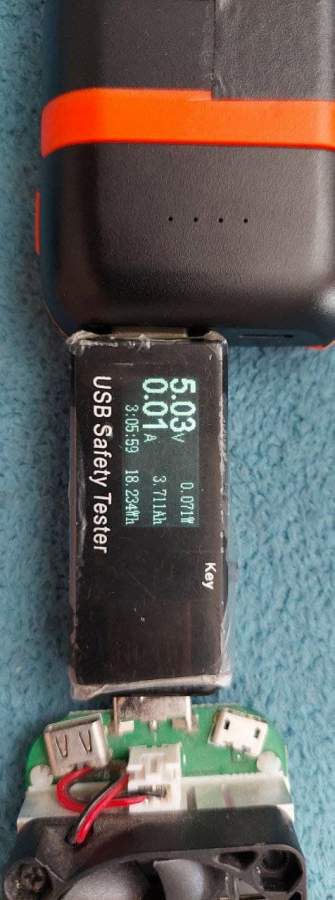 5.03V 0.071W
0.01A 3.711Ah
3:05:59 18.234Wh
USB Safety Tester
Key